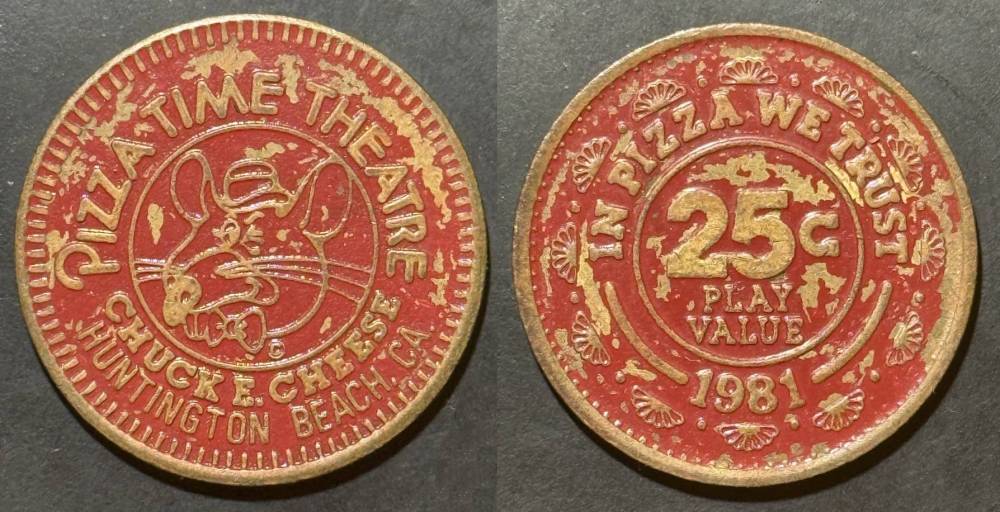 PIZZA TIME THEATRE
©
CHUCK E. CHEESE
HUNTINGTON BEACH, CA
IN PIZZA WE TRUST
25¢
PLAY
VALUE
1981